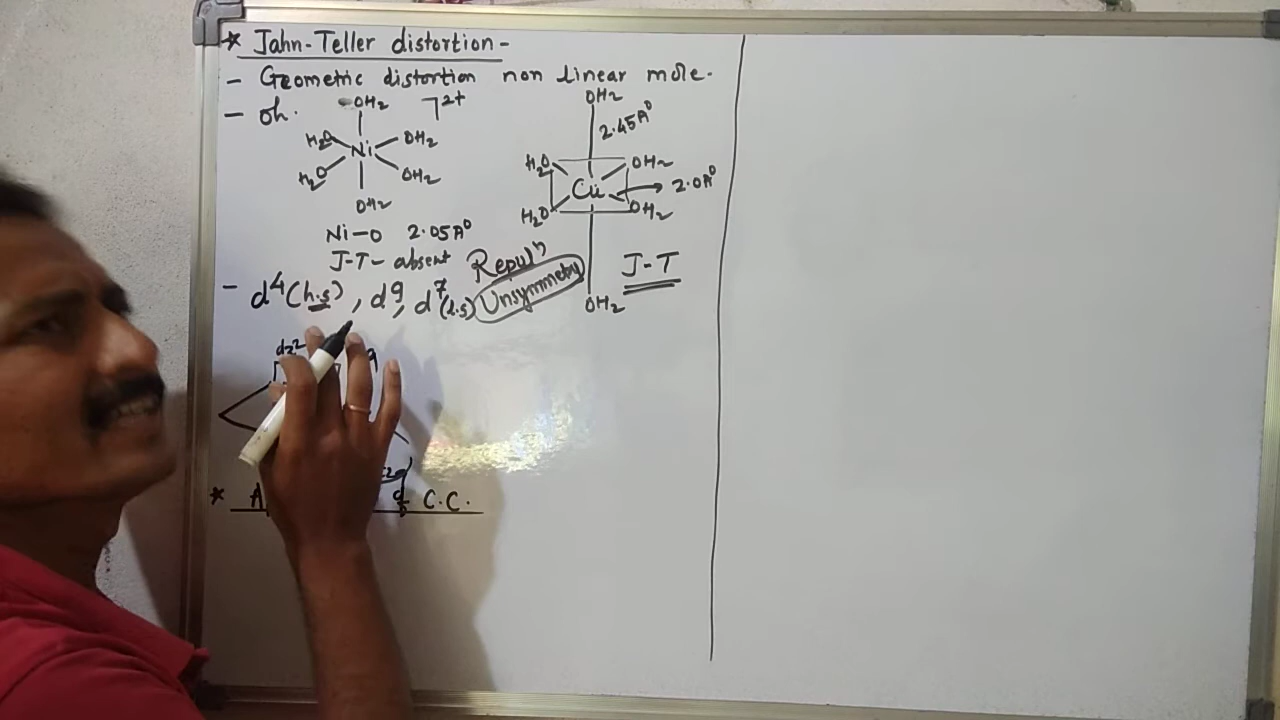 * Jahn-Teller distortion-
- Geometric distortion non linear mole.
- oh.
OH2 ⌉2+
H2O OH2
Ni
H2O OH2
OH2
Ni-O 2.05A°
J-T- absent
OH2
2.45A°
H2O OH2
Cu → 2.0A°
H2O OH2
OH2
J-T
Repulⁿ
Unsymmetry
- d4(h.s), d9, d7(l.s)
dz2
* C.C.